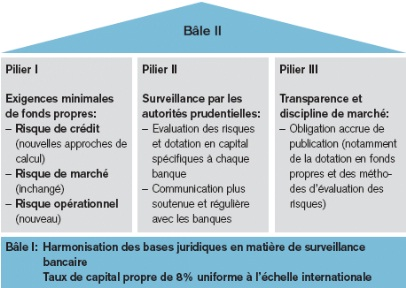 Bâle II
Pilier I
Exigences minimales
de fonds propres:
– Risque de crédit
(nouvelles approches de
calcul)
– Risque de marché
(inchangé)
– Risque opérationnel
(nouveau)
Pilier II
Surveillance par les
autorités prudentielles:
– Evaluation des risques
et dotation en capital
spécifiques à chaque
banque
– Communication plus
soutenue et régulière
avec les banques
Pilier III
Transparence et
discipline de marché:
– Obligation accrue de
publication (notamment
de la dotation en fonds
propres et des métho-
des d'évaluation des
risques)
Bâle I: Harmonisation des bases juridiques en matière de surveillance
bancaire
Taux de capital propre de 8% uniforme à l'échelle internationale